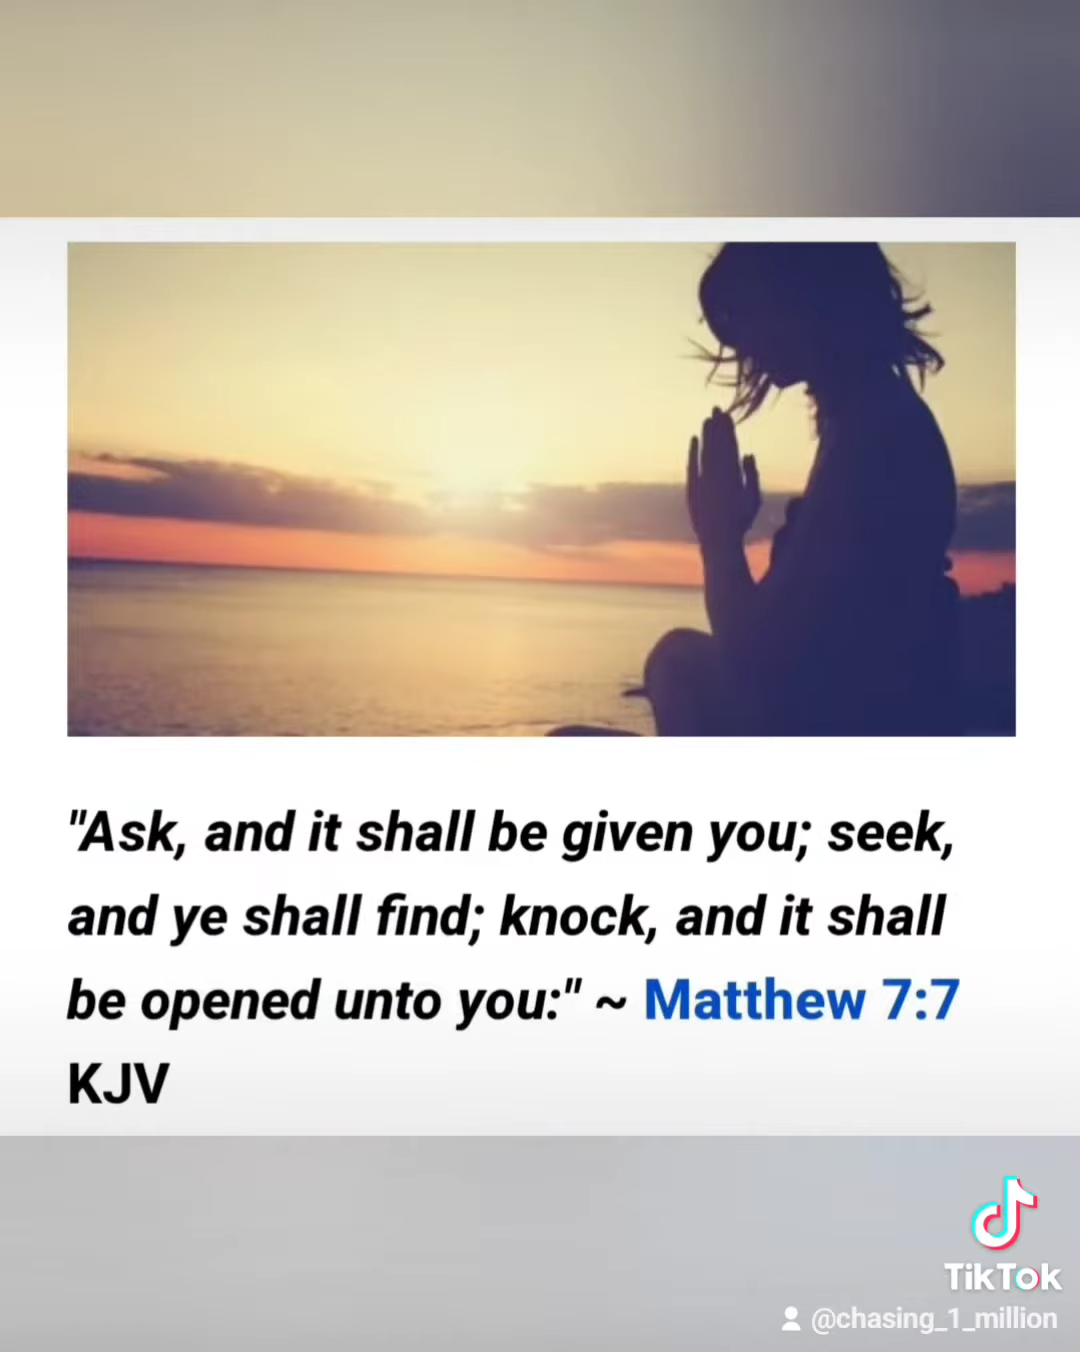 "Ask, and it shall be given you; seek,
and ye shall find; knock, and it shall
be opened unto you:" ~ Matthew 7:7
KJV
TikTok
@chasing_1_million